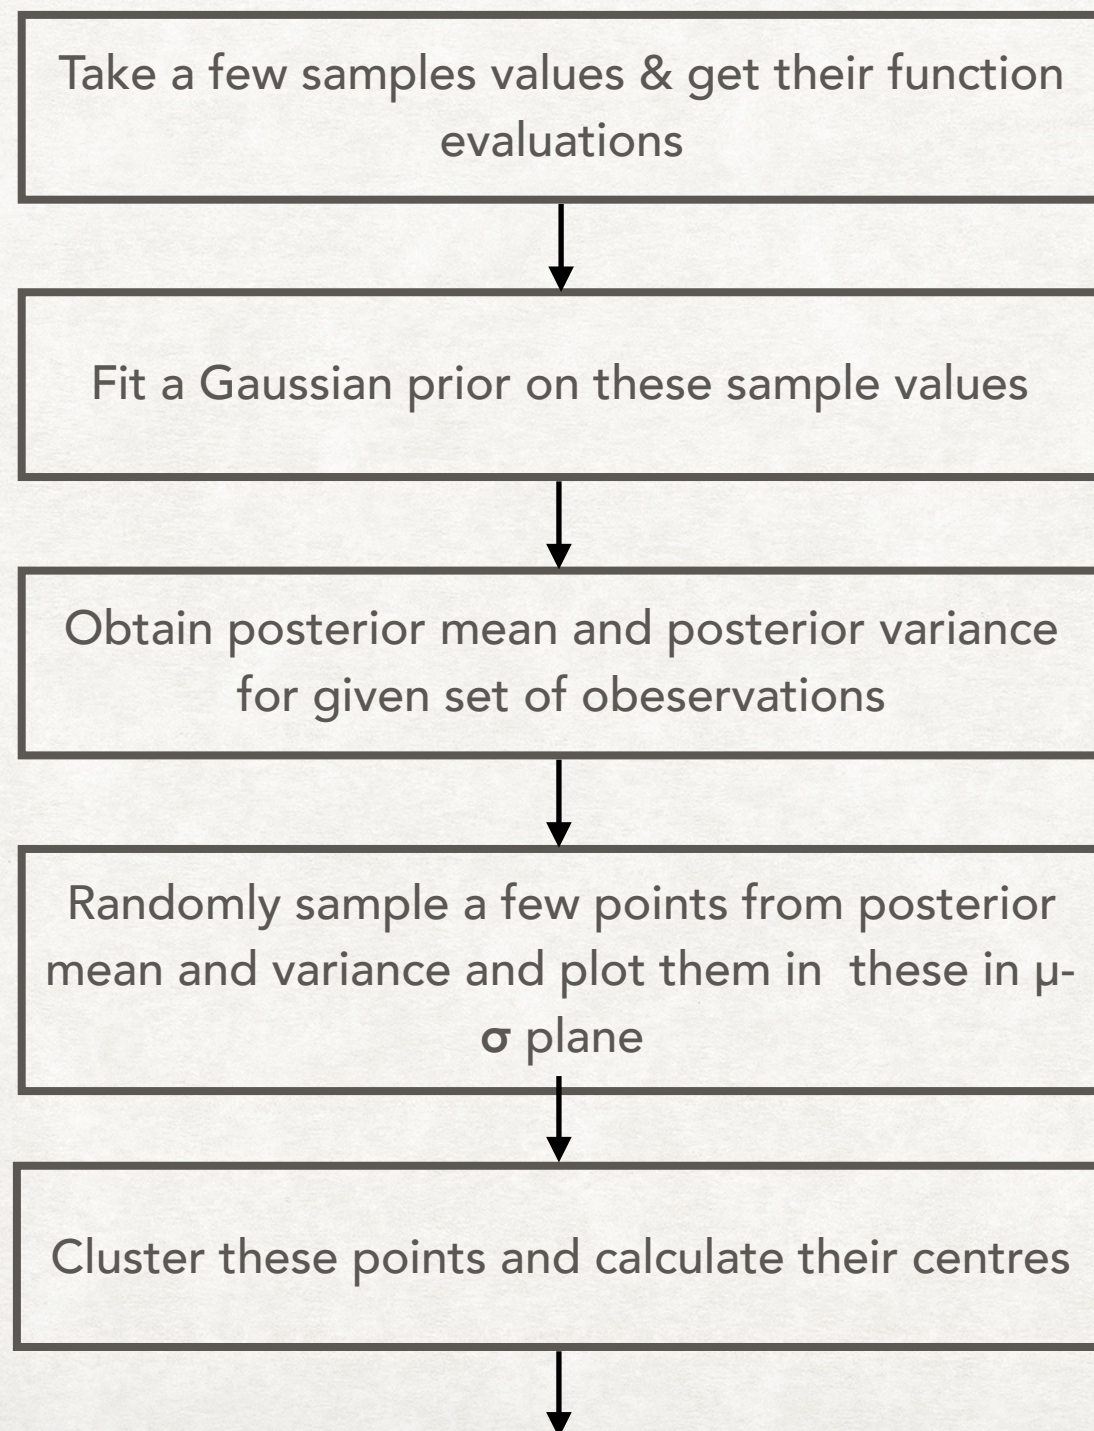 Take a few samples values & get their function
evaluations
Fit a Gaussian prior on these sample values
Obtain posterior mean and posterior variance
for given set of obeservations
Randomly sample a few points from posterior
mean and variance and plot them in  these in μ-
σ plane
Cluster these points and calculate their centres